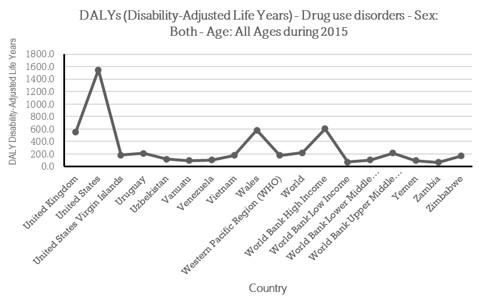 DALYs (Disability-Adjusted Life Years) - Drug use disorders - Sex:
Both - Age: All Ages during 2015
DALY Disability-Adjusted Life Years
1800.0
1600.0
1400.0
1200.0
1000.0
800.0
600.0
400.0
200.0
0.0
United Kingdom
United States
United States Virgin Islands
Uruguay
Uzbekistan
Vanuatu
Venezuela
Vietnam
Wales
Western Pacific Region (WHO)
World
World Bank High Income
World Bank Low Income
World Bank Lower Middle...
World Bank Upper Middle...
Yemen
Zambia
Zimbabwe
Country